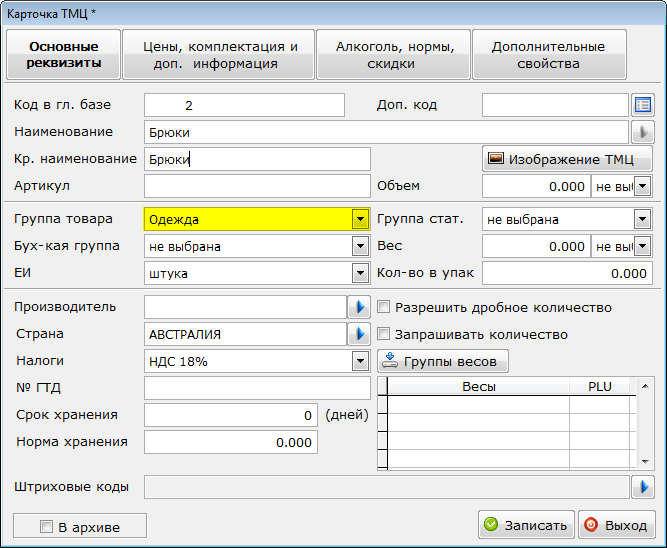 Карточка ТМЦ *
Основные реквизиты
Цены, комплектация и доп. информация
Алкоголь, нормы, скидки
Дополнительные свойства
Код в гл. базе 2 Доп. код
Наименование Брюки
Кр. наименование Брюки Изображение ТМЦ
Артикул Объем 0.000 не выб
Группа товара Одежда Группа стат. не выбрана
Бух-кая группа не выбрана Вес 0.000 не выб
ЕИ штука Кол-во в упак 0.000
Производитель Разрешить дробное количество
Страна АВСТРАЛИЯ Запрашивать количество
Налоги НДС 18% Группы весов
№ ГТД Весы PLU
Срок хранения 0 (дней)
Норма хранения 0.000
Штриховые коды
В архиве Записать Выход